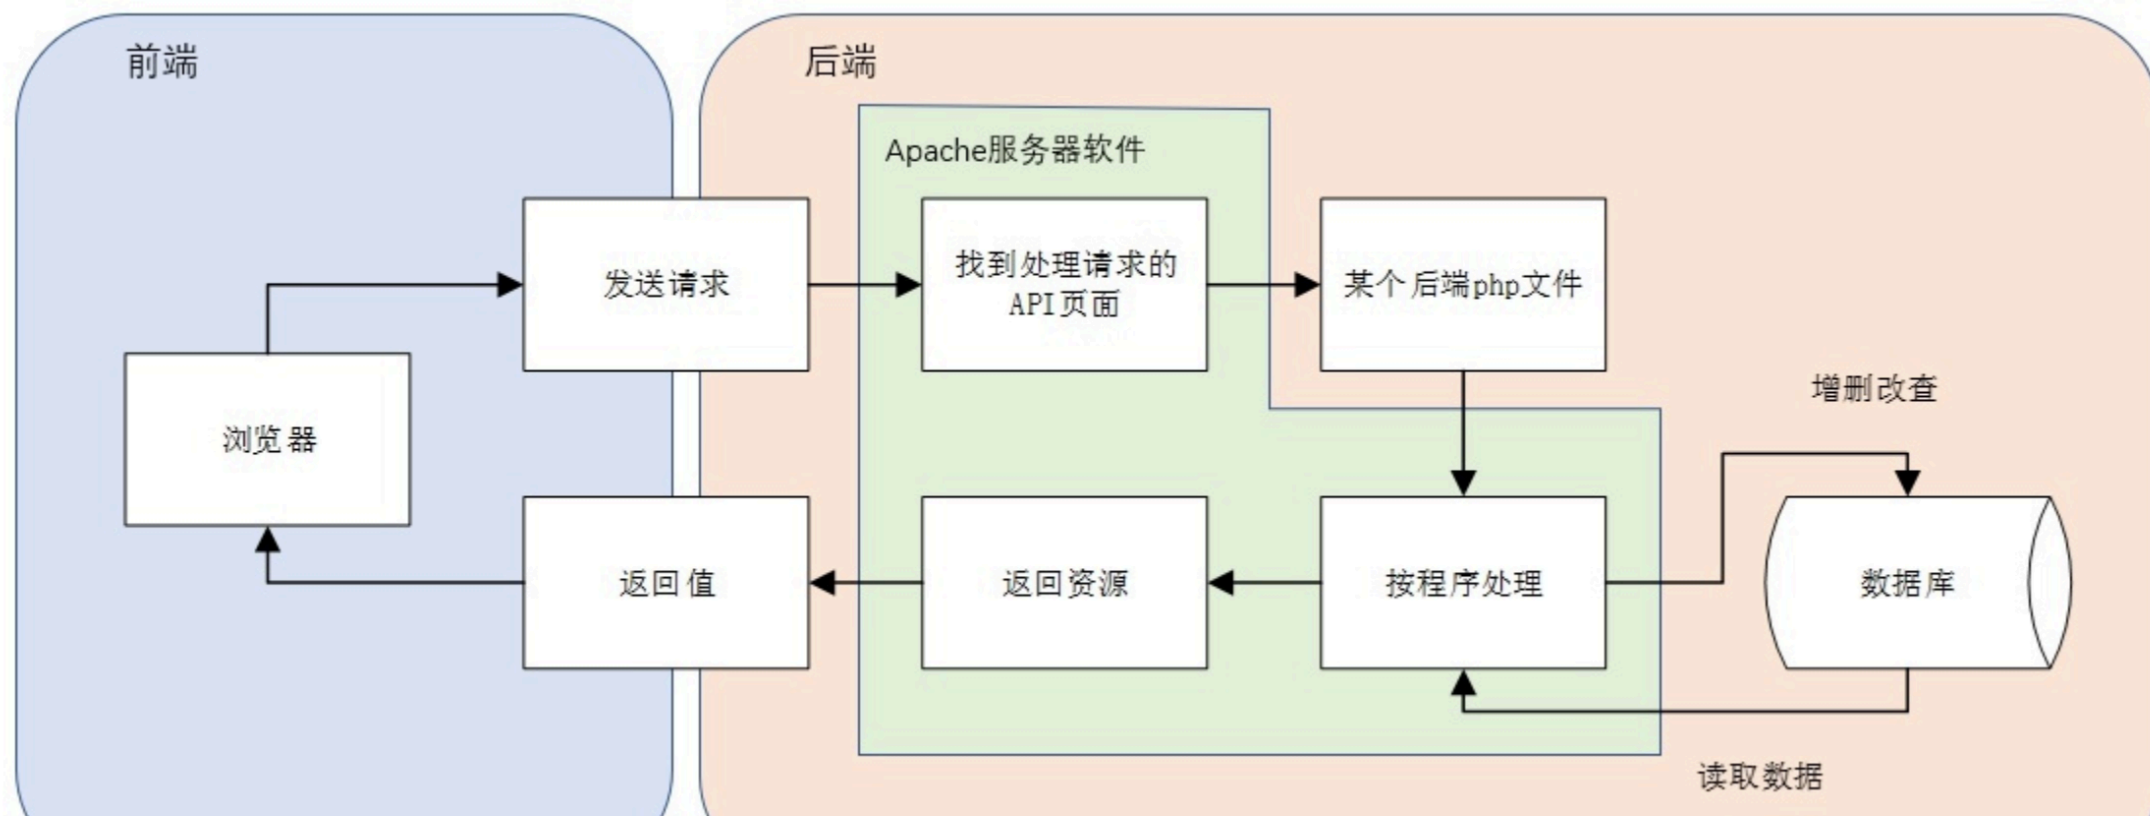 前端
后端
Apache服务器软件
发送请求
找到处理请求的
API页面
某个后端php文件
增删改查
浏览器
返回值
返回资源
按程序处理
数据库
读取数据